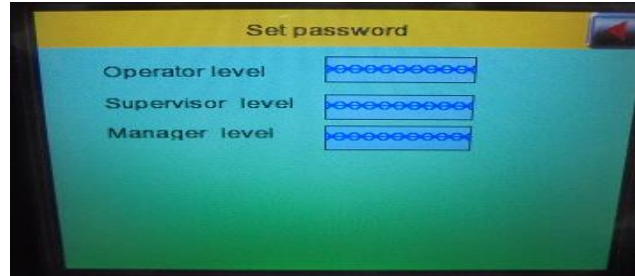 Set password
Operator level
Supervisor level
Manager level